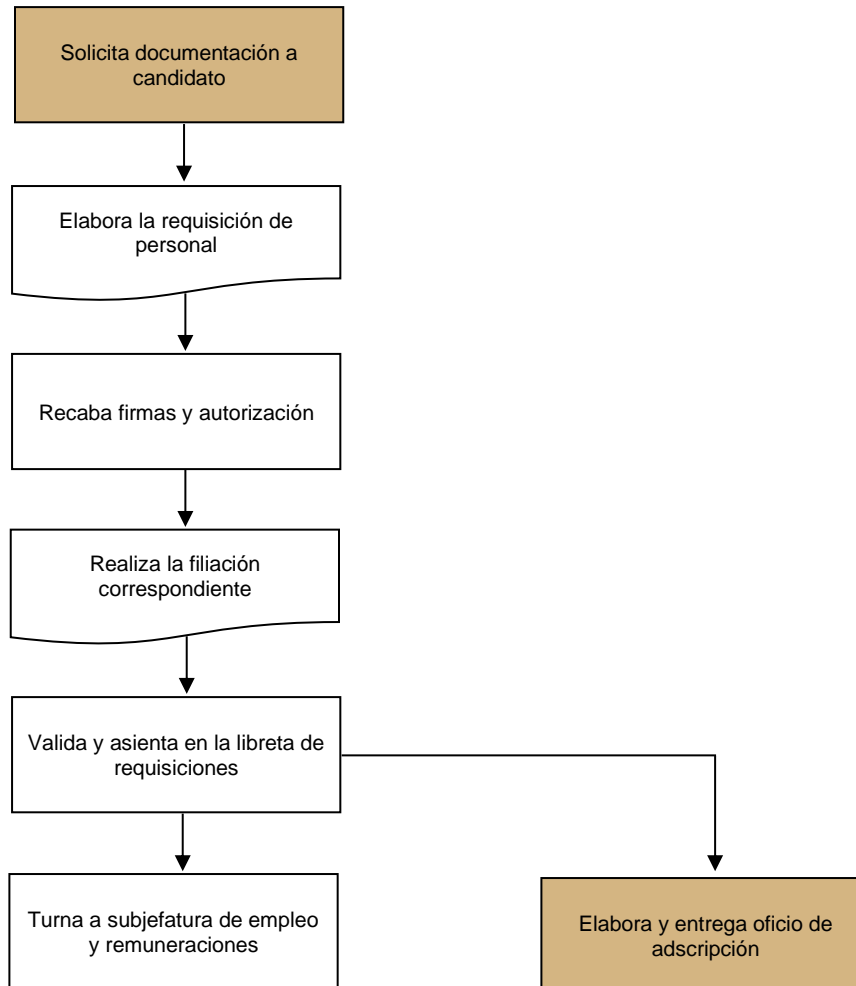 Solicita documentación a
candidato
Elabora la requisición de
personal
Recaba firmas y autorización
Realiza la filiación
correspondiente
Valida y asienta en la libreta de
requisiciones
Turna a subjefatura de empleo
y remuneraciones
Elabora y entrega oficio de
adscripción